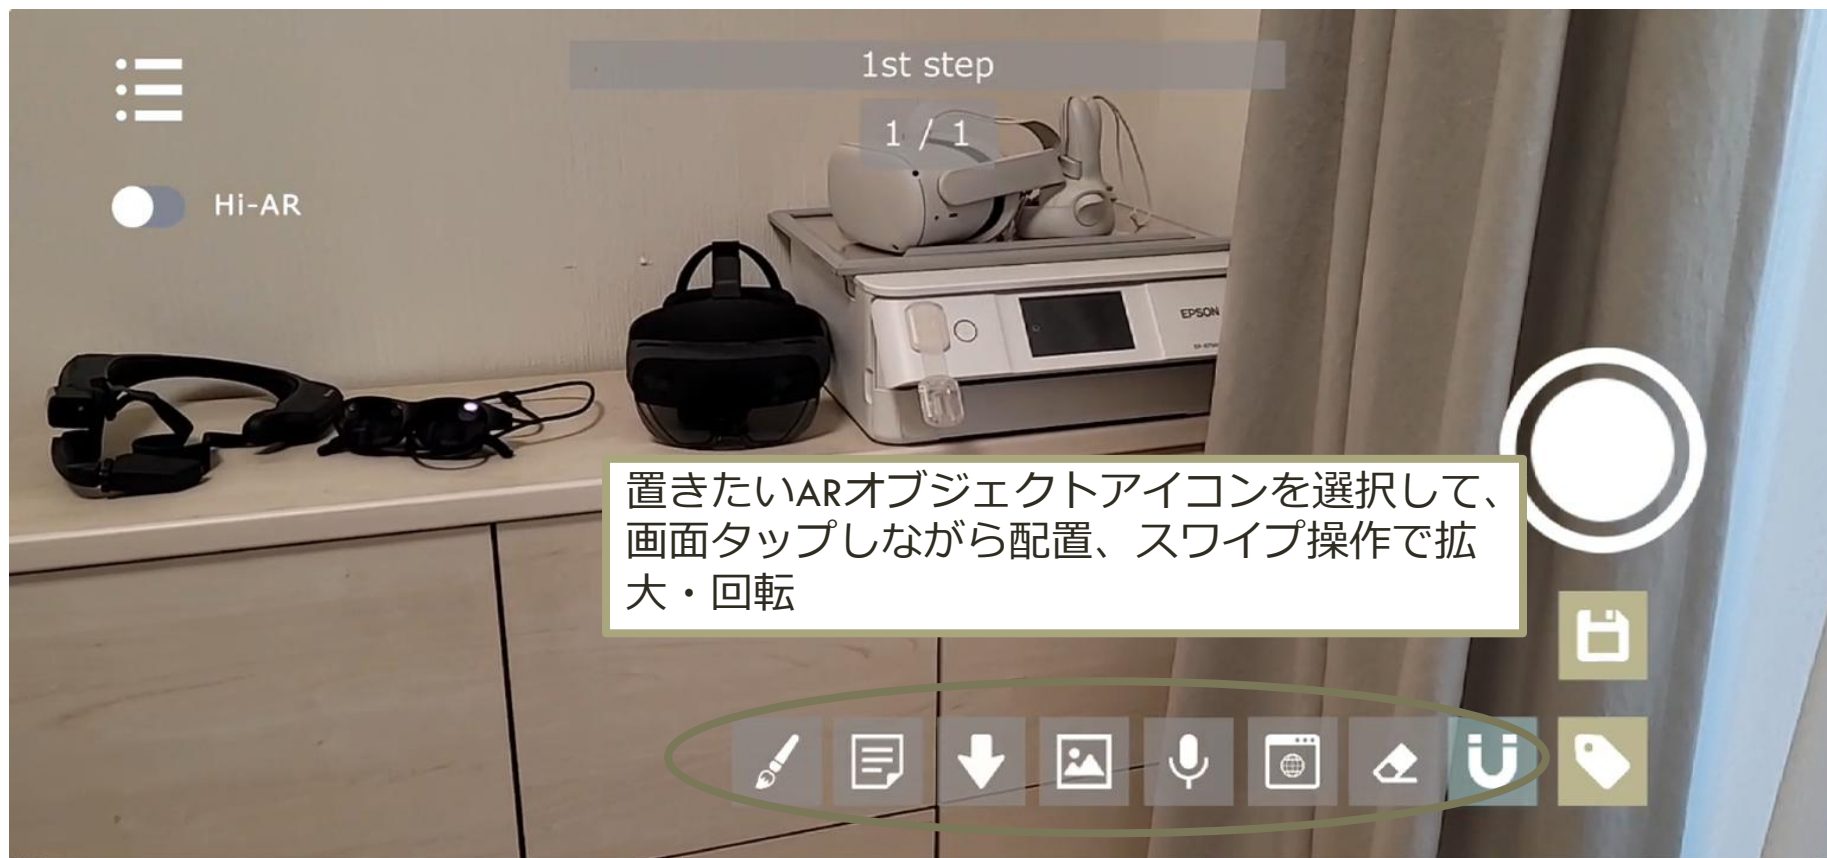 1st step
1 / 1
Hi-AR
EPSON
置きたいARオブジェクトアイコンを選択して、
画面タップしながら配置、スワイプ操作で拡
大・回転